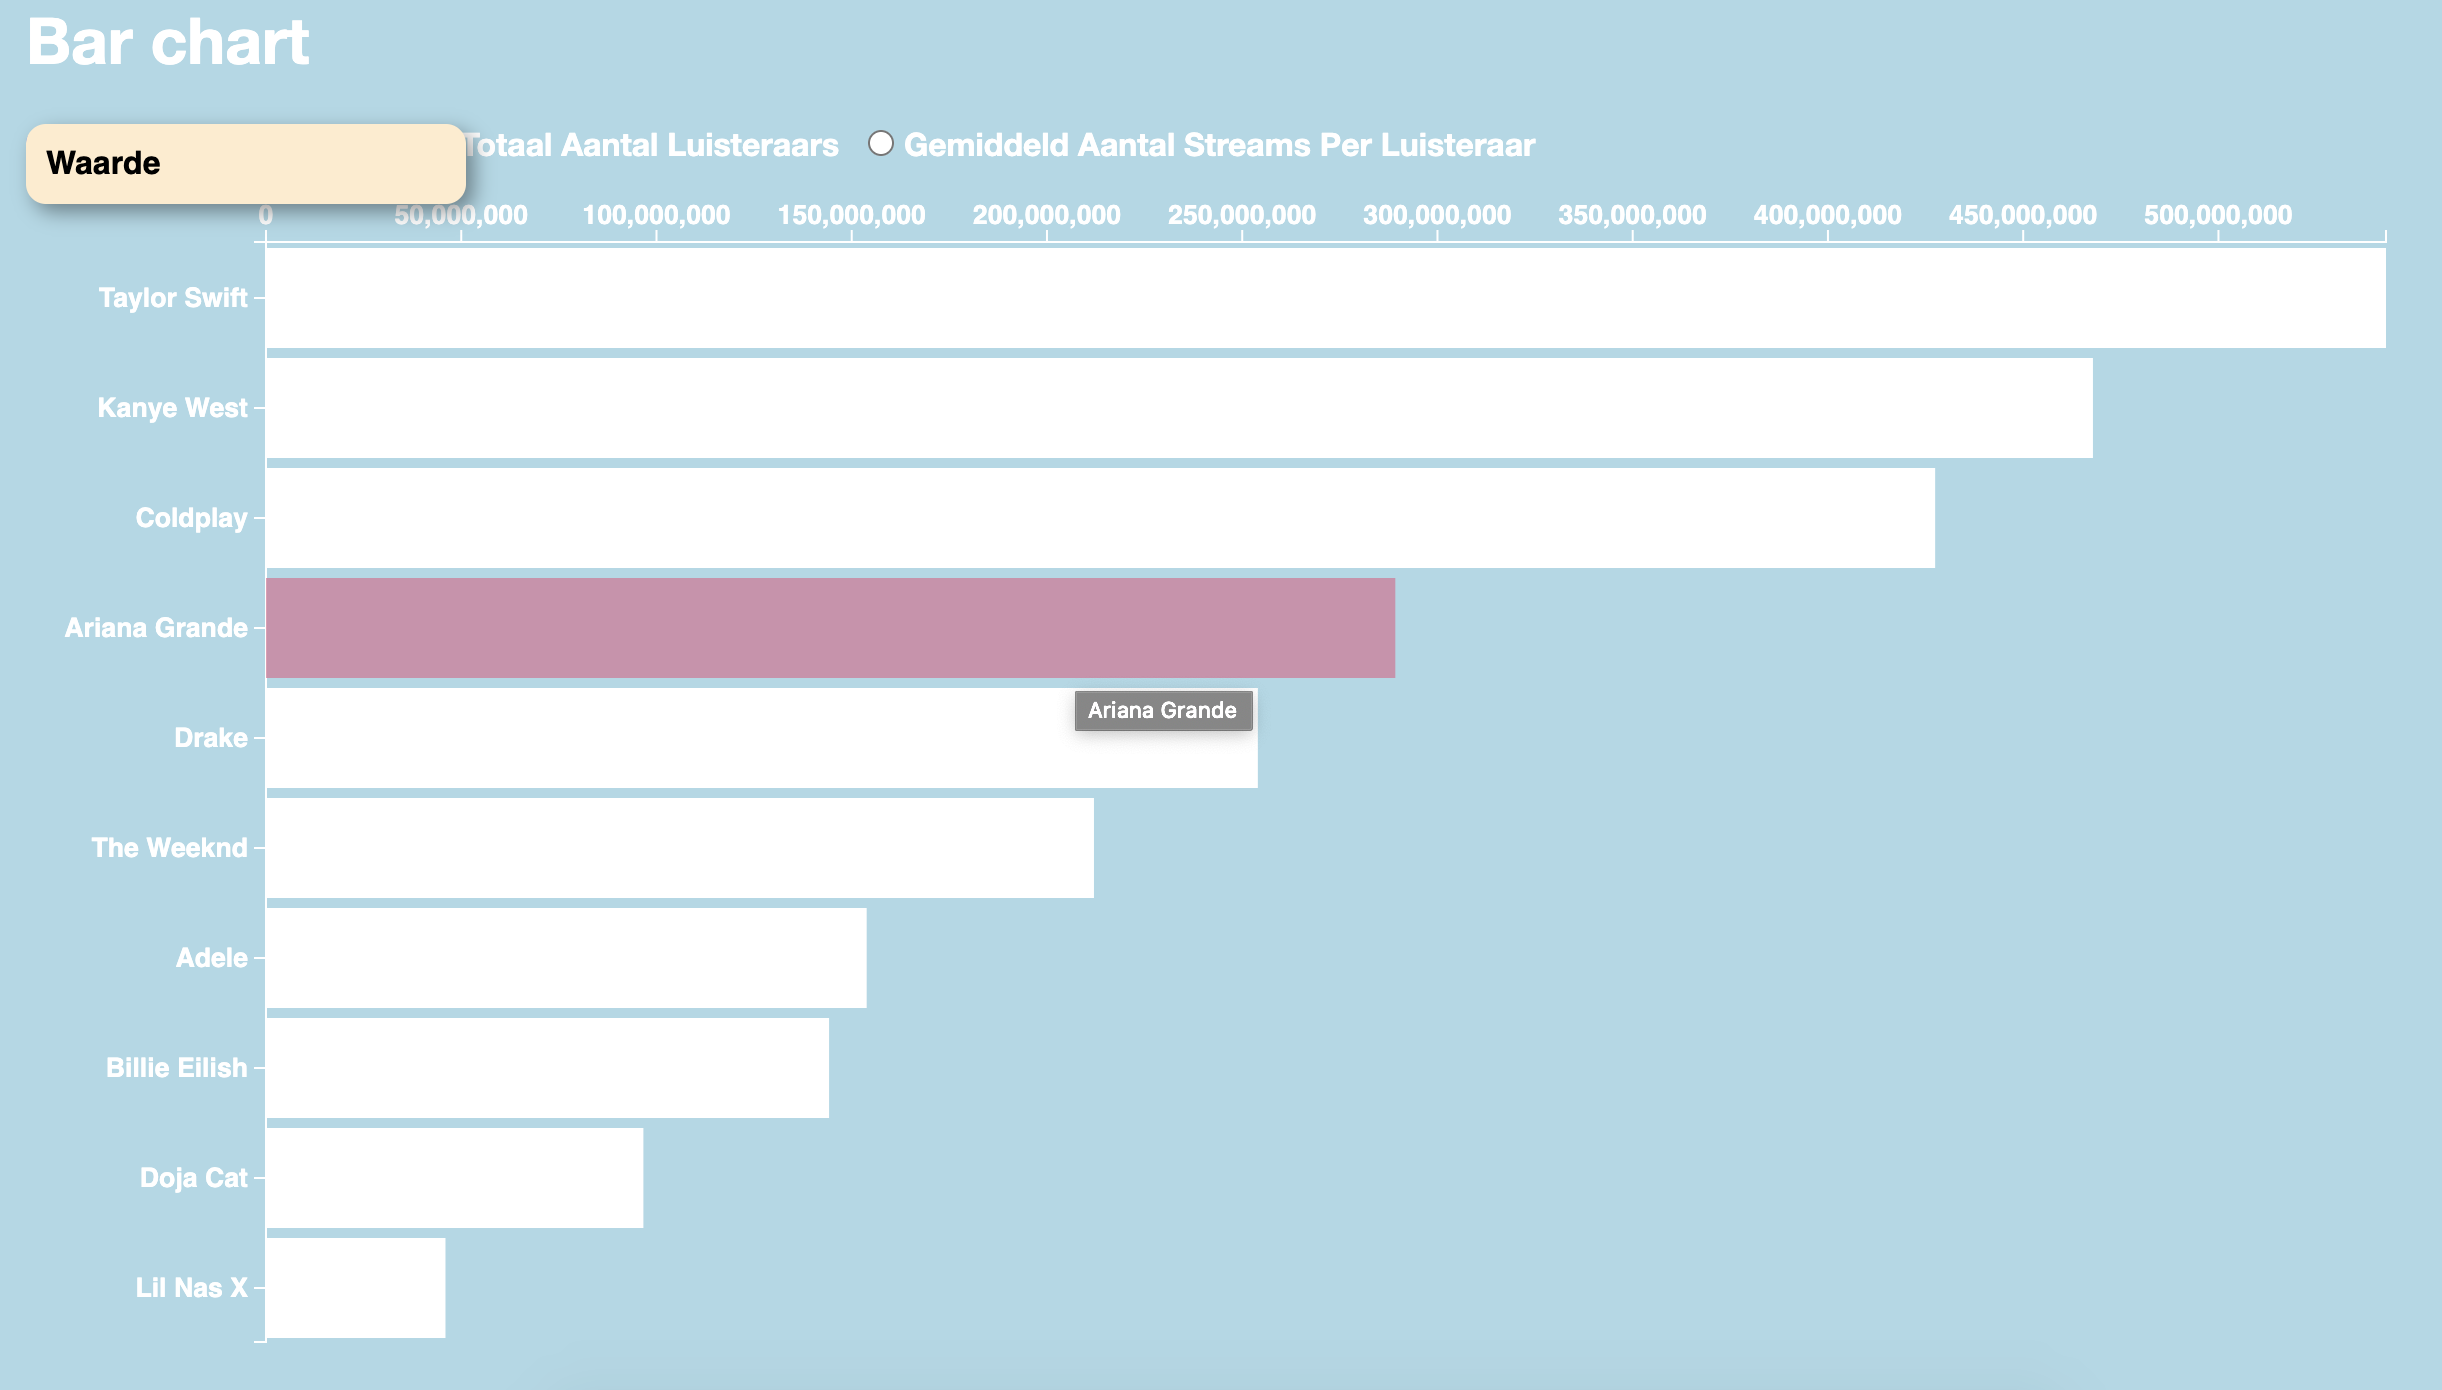 Bar chart
Waarde
Totaal Aantal Luisteraars
Gemiddeld Aantal Streams Per Luisteraar
0 50,000,000 100,000,000 150,000,000 200,000,000 250,000,000 300,000,000 350,000,000 400,000,000 450,000,000 500,000,000
Taylor Swift
Kanye West
Coldplay
Ariana Grande
Ariana Grande
Drake
The Weeknd
Adele
Billie Eilish
Doja Cat
Lil Nas X